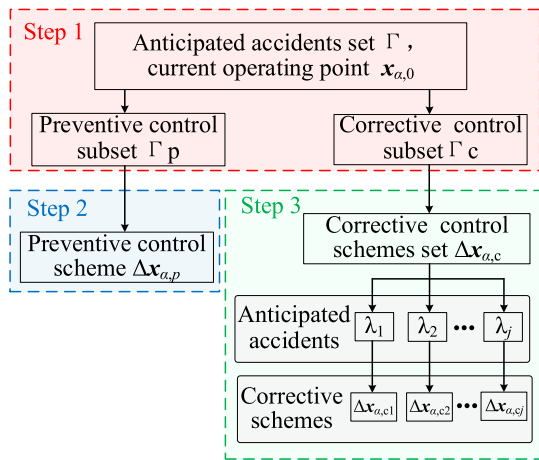 Step 1
Anticipated accidents set Γ ,
current operating point xα,0
Preventive control
subset Γ p
Corrective control
subset Γ c
Step 2
Preventive control
scheme Δxα,p
Step 3
Corrective control
schemes set Δxα,c
Anticipated
accidents
λ1 λ2 ••• λj
Corrective
schemes
Δxα,c1 Δxα,c2 ••• Δxα,cj